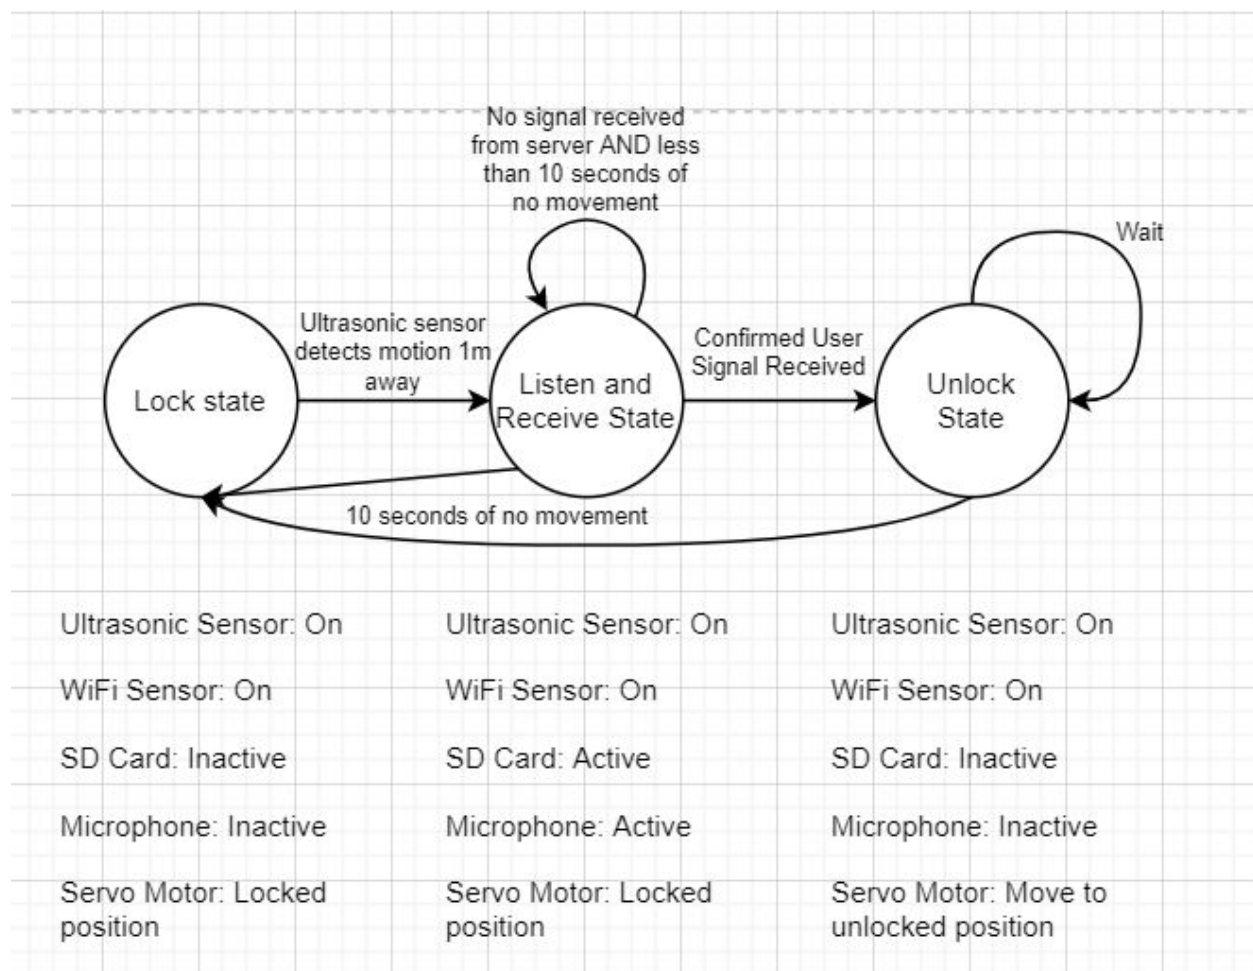 No signal received
from server AND less
than 10 seconds of
no movement
Wait
Ultrasonic sensor
detects motion 1m
away
Confirmed User
Signal Received
Lock state
Listen and
Receive State
Unlock
State
10 seconds of no movement
Ultrasonic Sensor: On
WiFi Sensor: On
SD Card: Inactive
Microphone: Inactive
Servo Motor: Locked
position
Ultrasonic Sensor: On
WiFi Sensor: On
SD Card: Active
Microphone: Active
Servo Motor: Locked
position
Ultrasonic Sensor: On
WiFi Sensor: On
SD Card: Inactive
Microphone: Inactive
Servo Motor: Move to
unlocked position